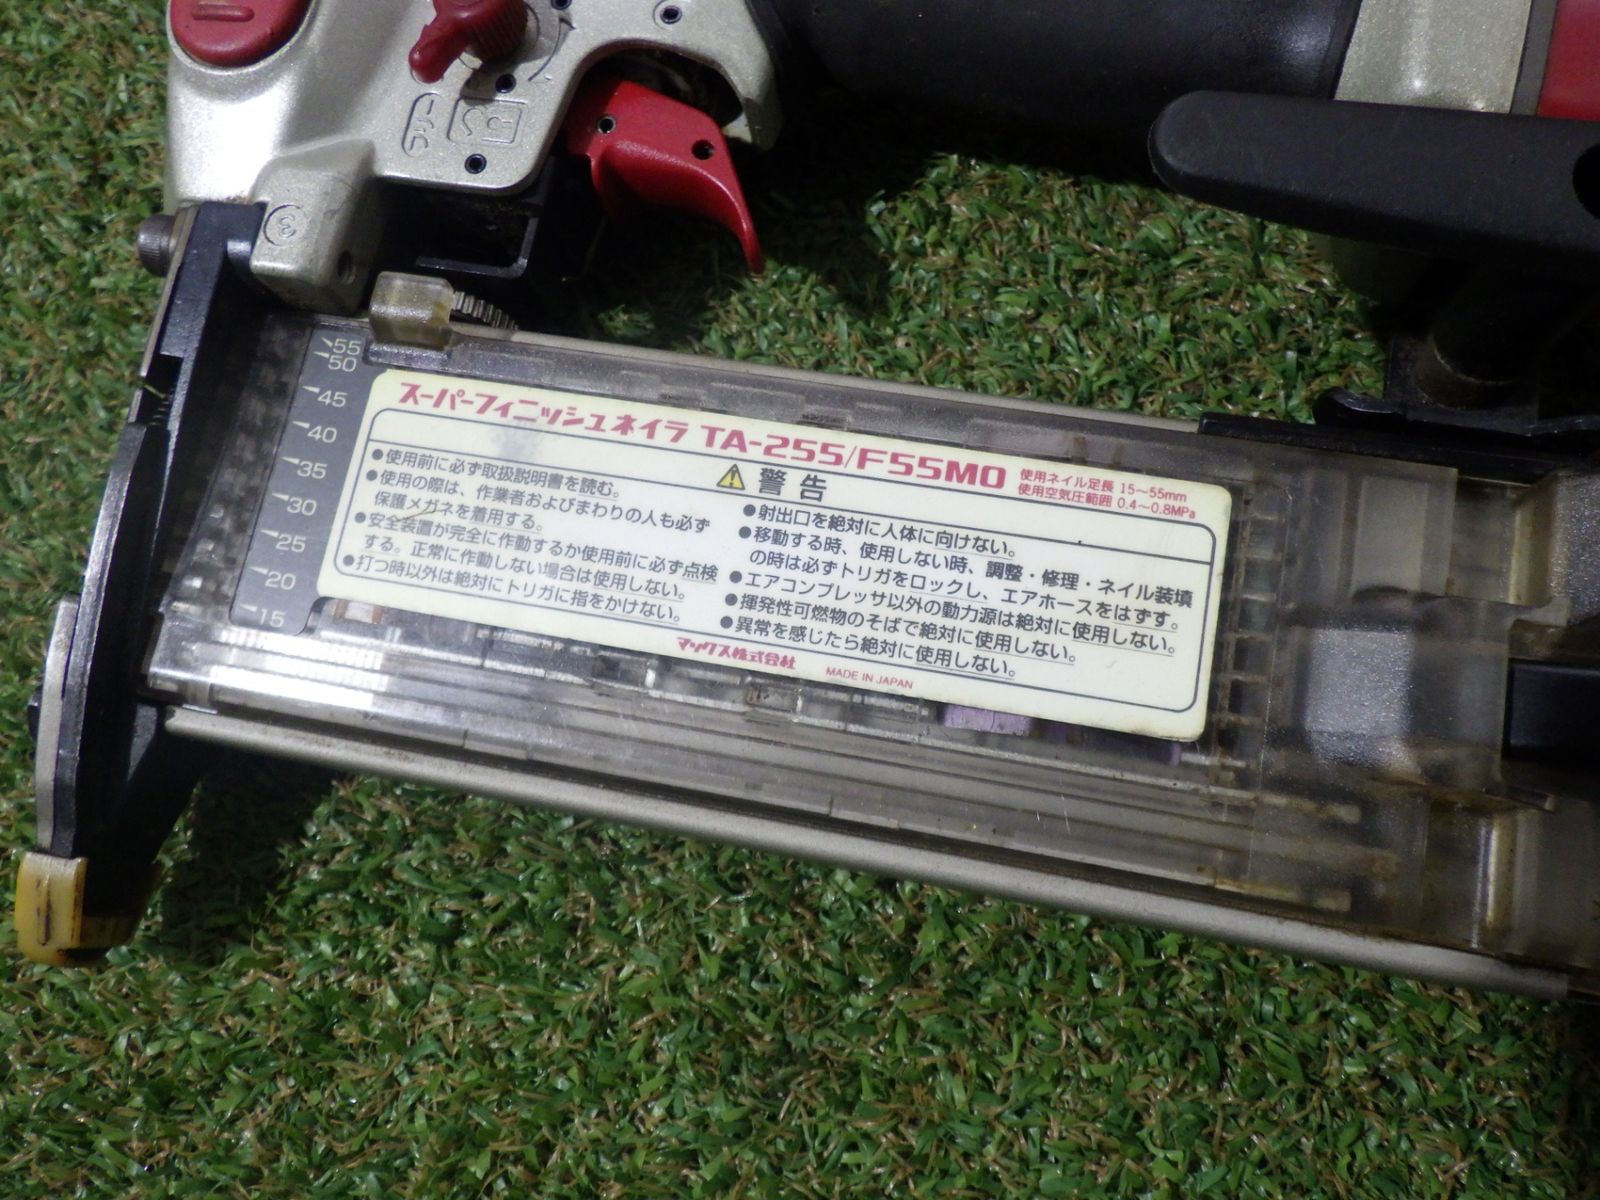 フリー
55
50
45
40
35
30
25
20
15
スーパーフィニッシュネイラ TA-255/F55M0
使用ネイル足長 15～55mm
使用空気圧範囲 0.4～0.8MPa
警告
●使用前に必ず取扱説明書を読む。
●使用の際は、作業者およびまわりの人も必ず
保護メガネを着用する。
●安全装置が完全に作動するか使用前に必ず点検
する。正常に作動しない場合は使用しない。
●打つ時以外は絶対にトリガに指をかけない。
●射出口を絶対に人体に向けない。
●移動する時、使用しない時、調整・修理・ネイル装填
の時は必ずトリガをロックし、エアホースをはずす。
●エアコンプレッサ以外の動力源は絶対に使用しない。
●揮発性可燃物のそばで絶対に使用しない。
●異常を感じたら絶対に使用しない。
マックス株式会社
MADE IN JAPAN